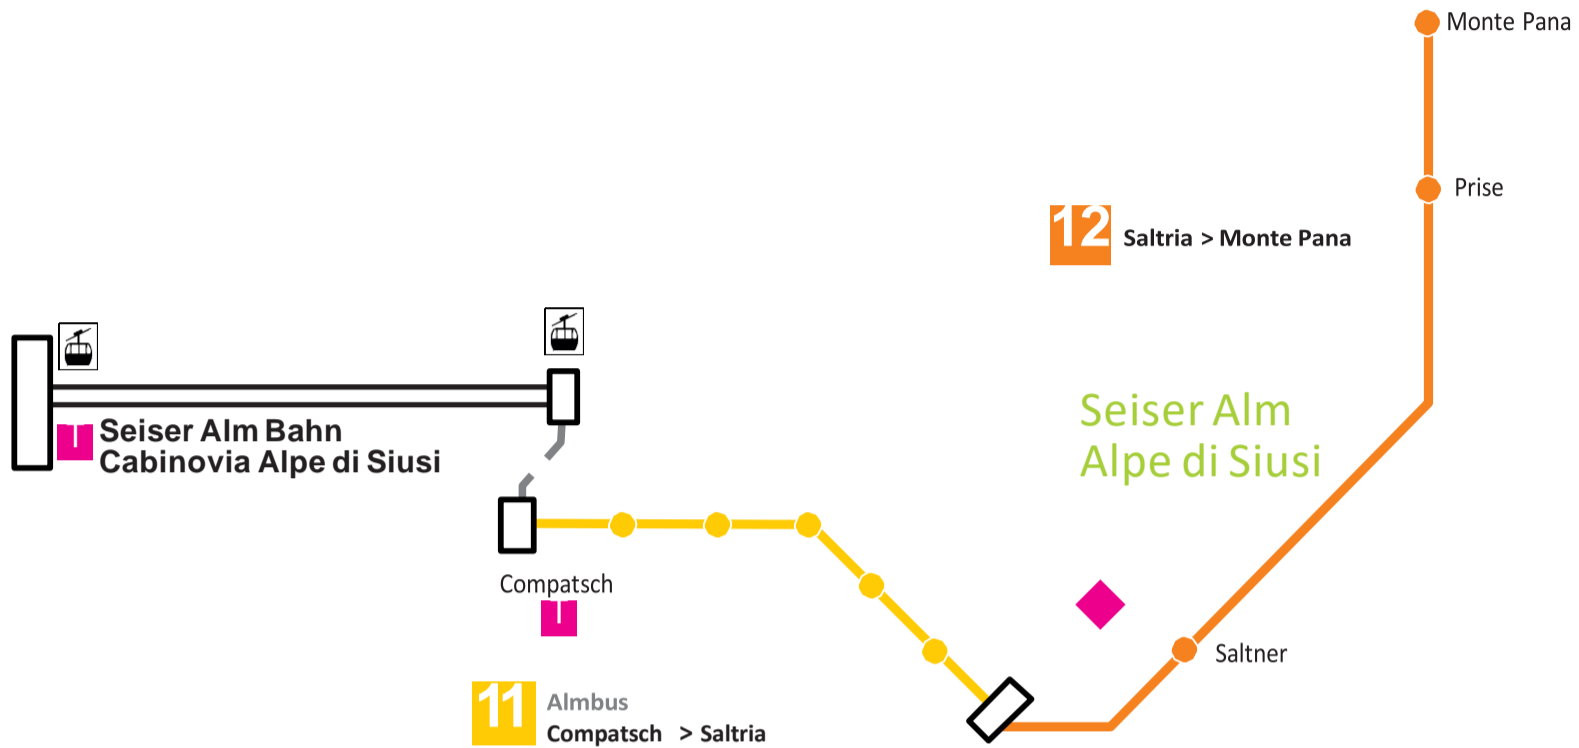 Monte Pana
Prise
12 Saltria > Monte Pana
Seiser Alm Bahn
Cabinovia Alpe di Siusi
Seiser Alm
Alpe di Siusi
Compatsch
Saltner
11 Almbus
Compatsch > Saltria